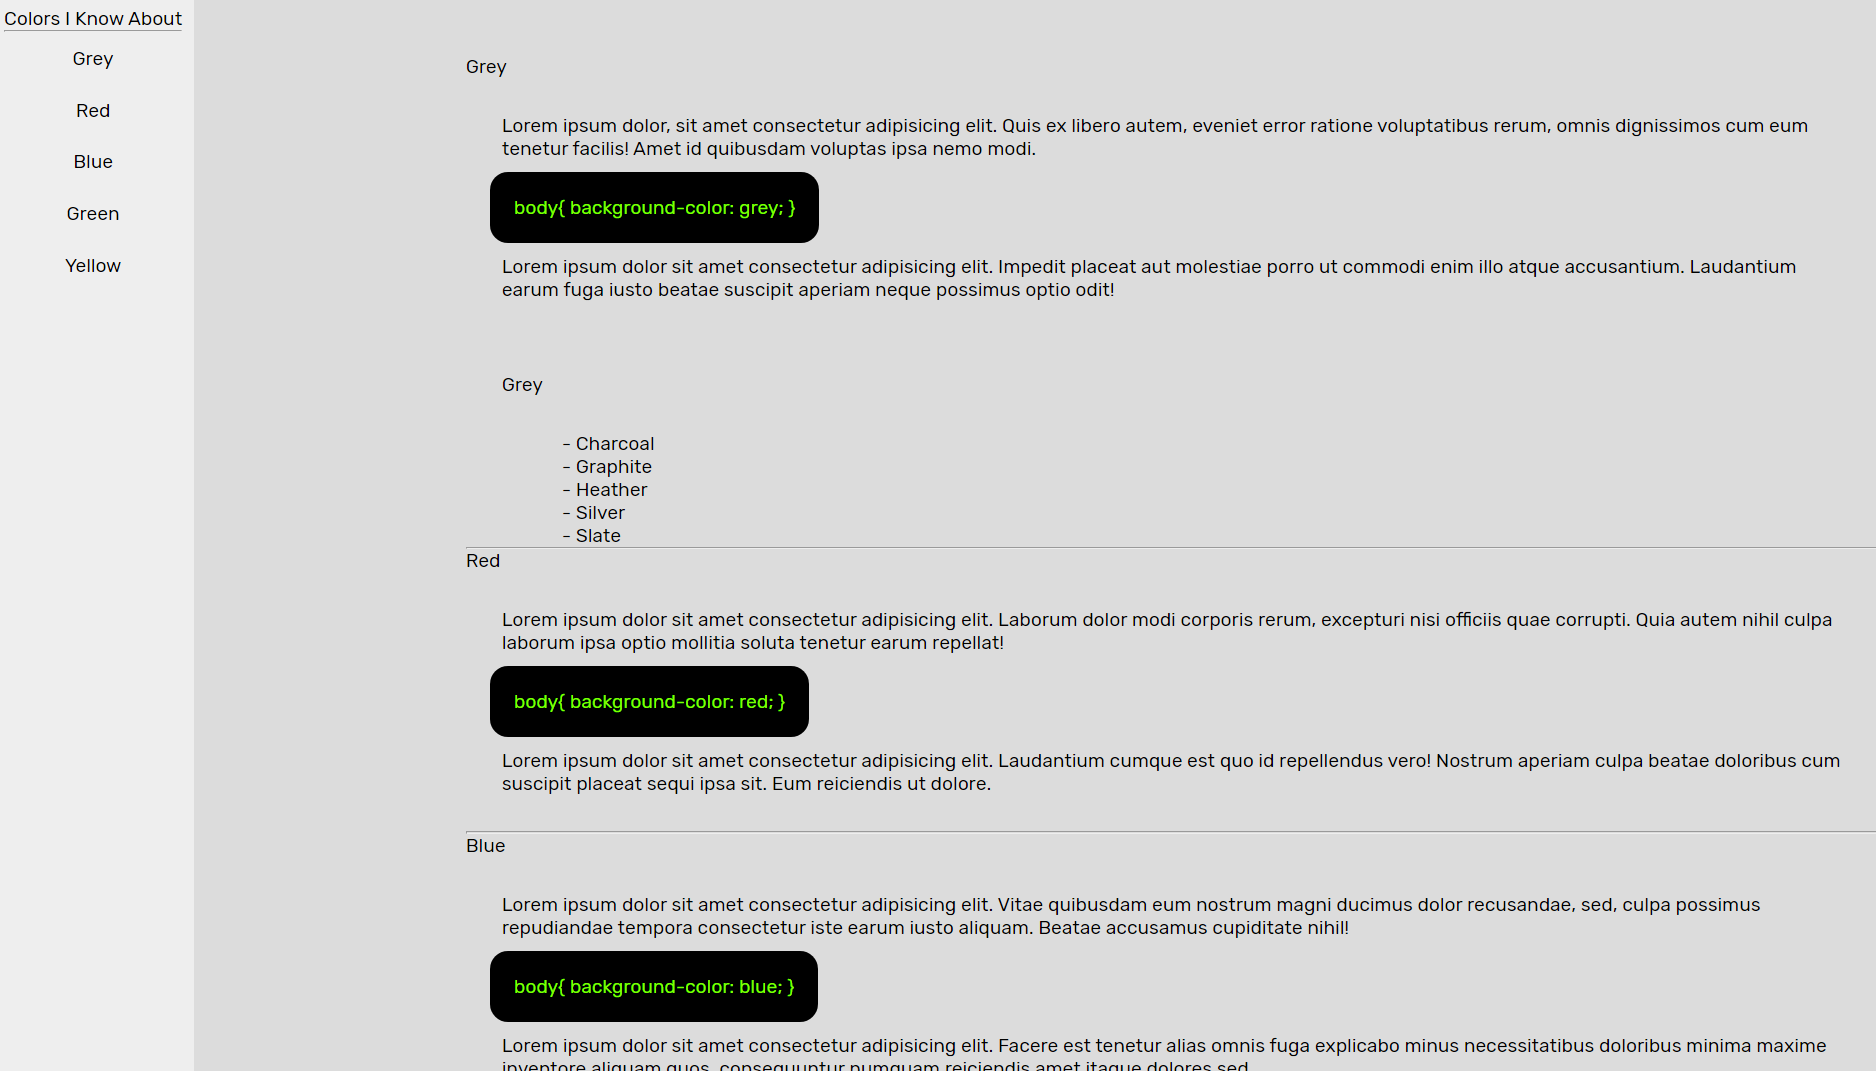 Colors I Know About
Grey
Red
Blue
Green
Yellow
Grey
Lorem ipsum dolor, sit amet consectetur adipisicing elit. Quis ex libero autem, eveniet error ratione voluptatibus rerum, omnis dignissimos cum eum
tenetur facilis! Amet id quibusdam voluptas ipsa nemo modi.
body{ background-color: grey; }
Lorem ipsum dolor sit amet consectetur adipisicing elit. Impedit placeat aut molestiae porro ut commodi enim illo atque accusantium. Laudantium
earum fuga iusto beatae suscipit aperiam neque possimus optio odit!
Grey
- Charcoal
- Graphite
- Heather
- Silver
- Slate
Red
Lorem ipsum dolor sit amet consectetur adipisicing elit. Laborum dolor modi corporis rerum, excepturi nisi officiis quae corrupti. Quia autem nihil culpa
laborum ipsa optio mollitia soluta tenetur earum repellat!
body{ background-color: red; }
Lorem ipsum dolor sit amet consectetur adipisicing elit. Laudantium cumque est quo id repellendus vero! Nostrum aperiam culpa beatae doloribus cum
suscipit placeat sequi ipsa sit. Eum reiciendis ut dolore.
Blue
Lorem ipsum dolor sit amet consectetur adipisicing elit. Vitae quibusdam eum nostrum magni ducimus dolor recusandae, sed, culpa possimus
repudiandae tempora consectetur iste earum iusto aliquam. Beatae accusamus cupiditate nihil!
body{ background-color: blue; }
Lorem ipsum dolor sit amet consectetur adipisicing elit. Facere est tenetur alias omnis fuga explicabo minus necessitatibus doloribus minima maxime
inventore aliquam quos, consequuntur numquam reiciendis amet itaque dolores sed